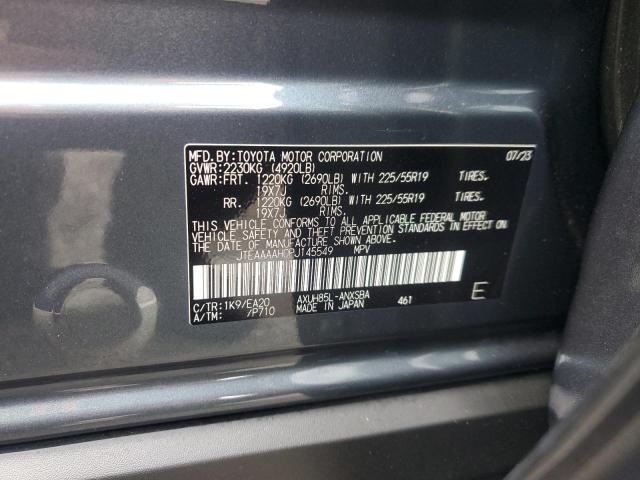 MFD.BY:TOYOTA MOTOR CORPORATION 07/23
GVWR:2230KG (4920LB)
GAWR:FRT. 1220KG (2690LB) WITH 225/55R19 TIRES.
19X7J RIMS.
RR. 1220KG (2690LB) WITH 225/55R19 TIRES.
19X7J RIMS.
THIS VEHICLE CONFORMS TO ALL APPLICABLE FEDERAL MOTOR
VEHICLE SAFETY AND THEFT PREVENTION STANDARDS IN EFFECT ON
THE DATE OF MANUFACTURE SHOWN ABOVE.
JTEAAAAH0PJ145549 MPV
C/TR:1K9/EA20 AXUH85L-ANXSBA 461 E
A/TM: /P710 MADE IN JAPAN